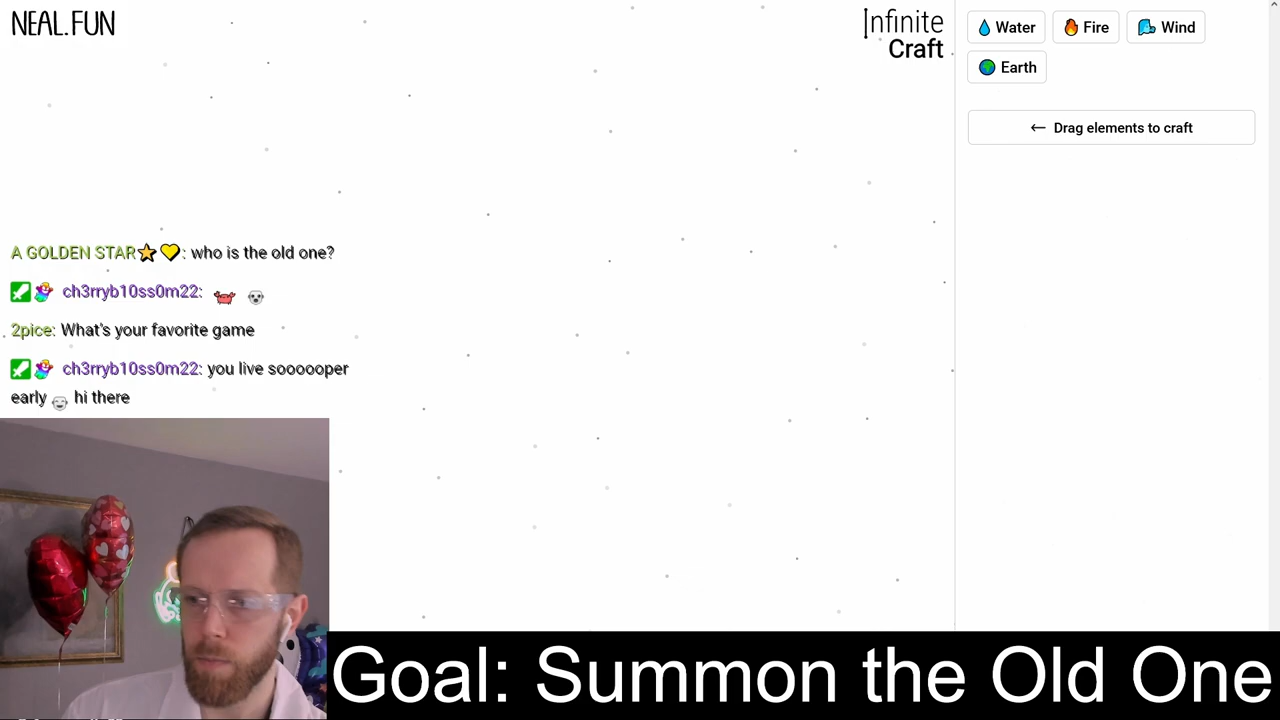 NEAL.FUN
Infinite
Craft
Water
Fire
Wind
Earth
← Drag elements to craft
A GOLDEN STAR⭐💛: who is the old one?
ch3rryb10ss0m22:
2pice: What's your favorite game
ch3rryb10ss0m22: you live soooooper
early hi there
Goal: Summon the Old One